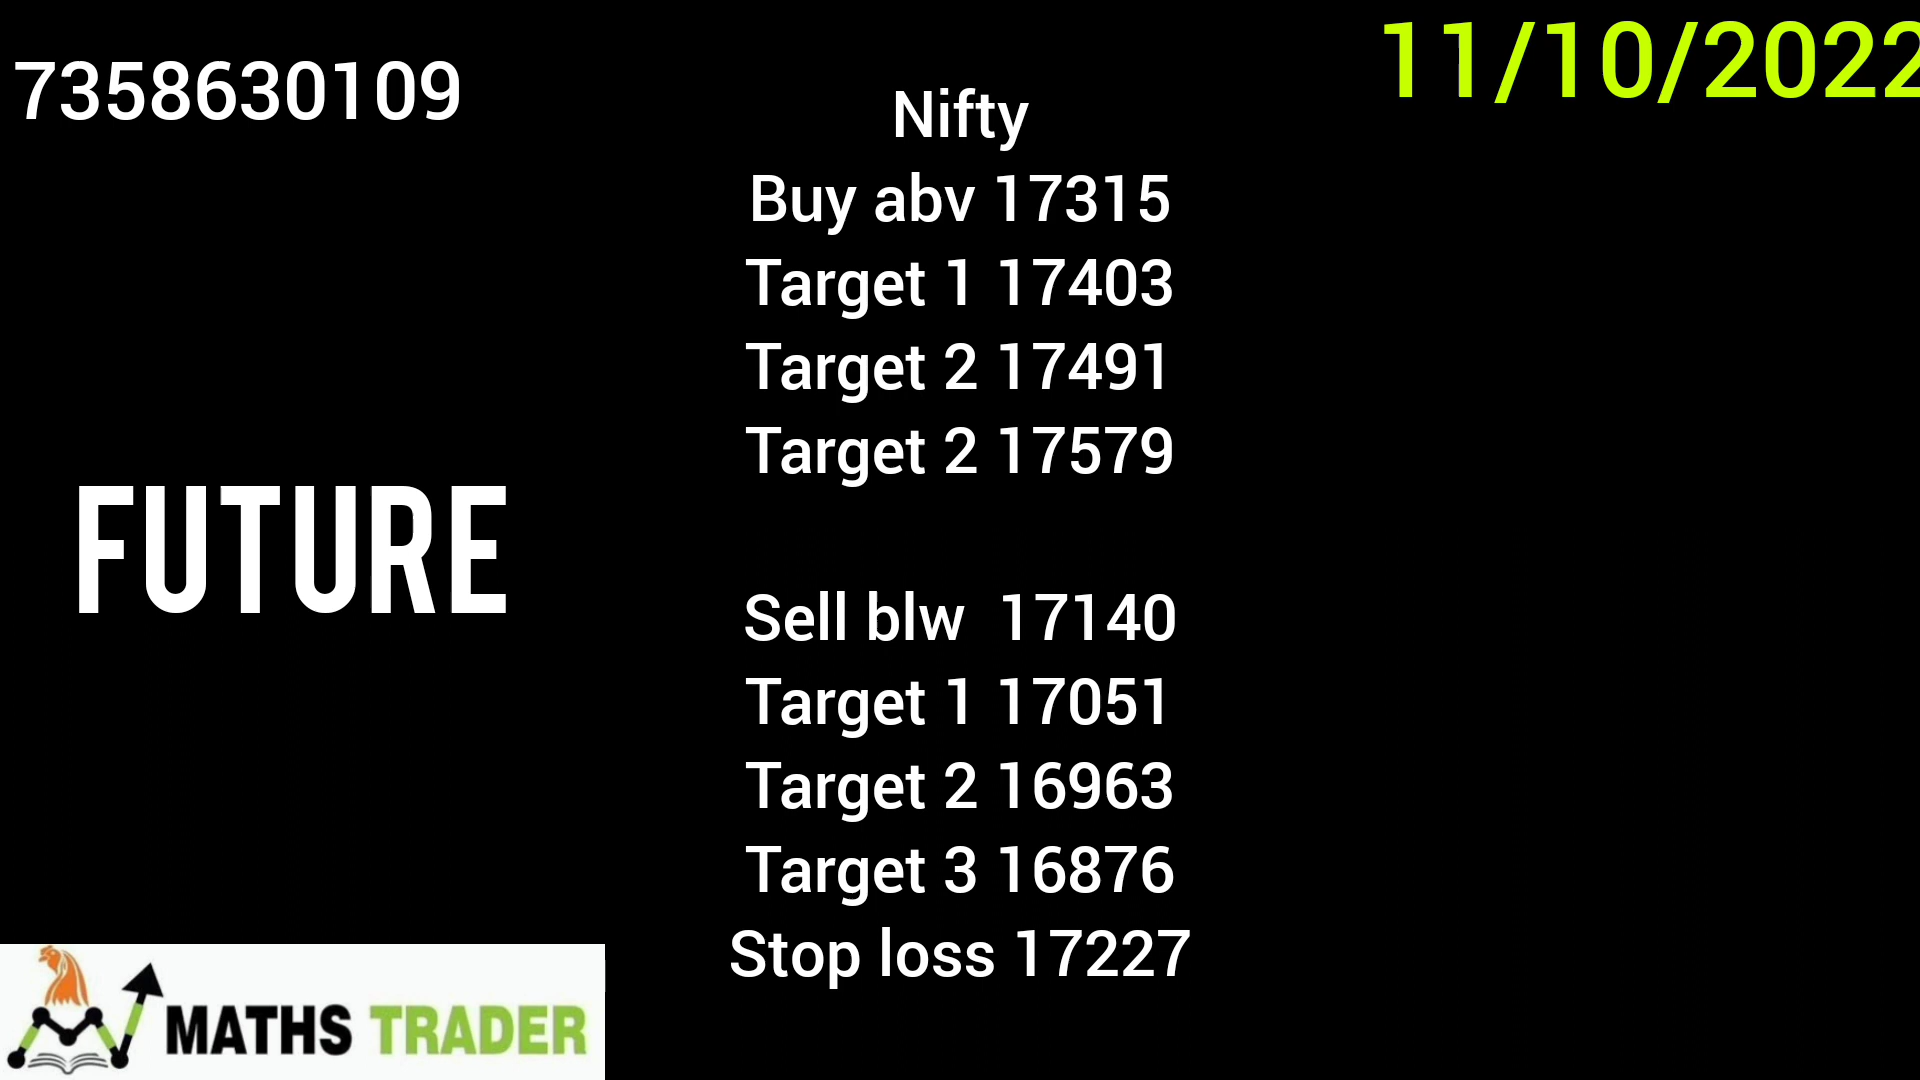 7358630109
11/10/2022
Nifty
Buy abv 17315
Target 1 17403
Target 2 17491
Target 2 17579
FUTURE
Sell blw  17140
Target 1 17051
Target 2 16963
Target 3 16876
Stop loss 17227
MATHS TRADER